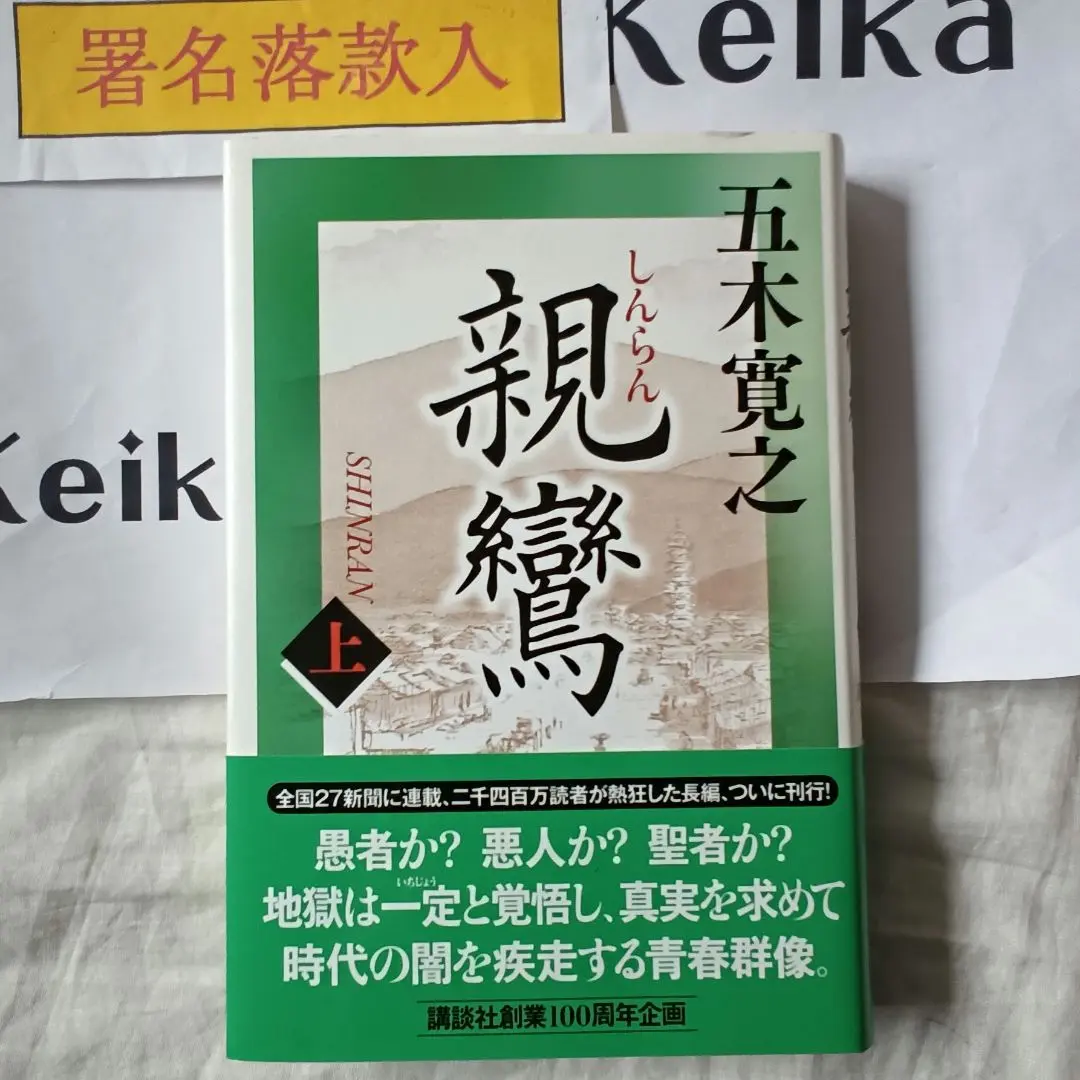 署名落款入
Keika
Keik
五木寛之
しんらん
親鸞
SHINRAN
上
全国27新聞に連載、二千四百万読者が熱狂した長編、ついに刊行!
愚者か? 悪人か? 聖者か?
いちじょう
地獄は一定と覚悟し、真実を求めて
時代の闇を疾走する青春群像。
講談社創業100周年企画